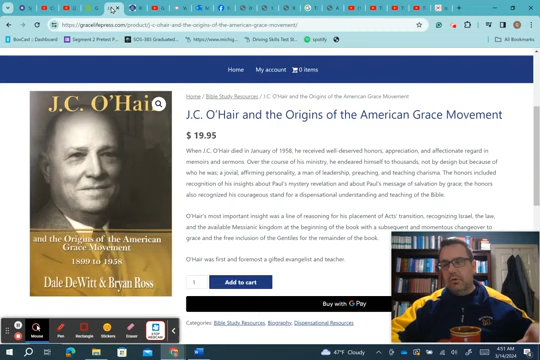 https://gracelifepress.com/product/j-c-ohair-and-the-origins-of-the-american-grace-movement/
BoxCast :: Dashboard
Segment 2 Pretest P...
SOS-383 Graduated...
https://www.michig...
Driving Skills Test St...
spotify
All Bookmarks
Home
My account
0 items
J.C. O'Hair
and the Origins of the American
Grace Movement
1899 to 1958
Dale DeWitt & Bryan Ross
Home / Bible Study Resources / J.C. O'Hair and the Origins of the American Grace Movement
J.C. O'Hair and the Origins of the American Grace Movement
$ 19.95
When J.C. O'Hair died in January of 1958, he received well-deserved honors, appreciation, and affectionate regard in
memoirs and sermons. Over the course of his ministry, he endeared himself to thousands, not by design but because of
who he was; a jovial, affirming personality, a man of leadership, preaching, and teaching charisma. The honors included
recognition of his insights about Paul's mystery revelation and about Paul's message of salvation by grace; the honors
also recognized his courageous stand for a dispensational understanding and teaching of the Bible.
O'Hair's most important insight was a line of reasoning for his placement of Acts' transition, recognizing Israel, the law,
and the available Messianic kingdom at the beginning of the book with a subsequent and momentous changeover to
grace and the free inclusion of the Gentiles for the remainder of the book.
O'Hair was first and foremost a gifted evangelist and teacher.
1
Add to cart
Buy with G Pay
Categories: Bible Study Resources, Biography, Dispensational Resources
Mouse
Pen
Rectangle
Stickers
Eraser
47°F Cloudy
4:51 AM
3/14/2024